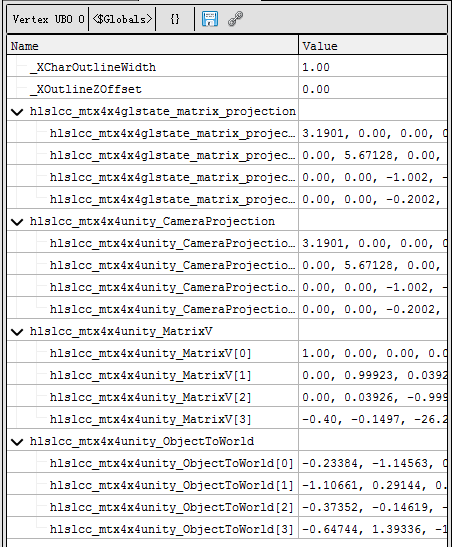 Vertex UBO 0 <$Globals> {}
Name Value
_XCharOutlineWidth 1.00
_XOutlineZOffset 0.00
hlslcc_mtx4x4glstate_matrix_projection
hlslcc_mtx4x4glstate_matrix_projec... 3.1901, 0.00, 0.00, 0
hlslcc_mtx4x4glstate_matrix_projec... 0.00, 5.67128, 0.00,
hlslcc_mtx4x4glstate_matrix_projec... 0.00, 0.00, -1.002, -
hlslcc_mtx4x4glstate_matrix_projec... 0.00, 0.00, -0.2002,
hlslcc_mtx4x4unity_CameraProjection
hlslcc_mtx4x4unity_CameraProjectio... 3.1901, 0.00, 0.00, 0
hlslcc_mtx4x4unity_CameraProjectio... 0.00, 5.67128, 0.00,
hlslcc_mtx4x4unity_CameraProjectio... 0.00, 0.00, -1.002, -
hlslcc_mtx4x4unity_CameraProjectio... 0.00, 0.00, -0.2002,
hlslcc_mtx4x4unity_MatrixV
hlslcc_mtx4x4unity_MatrixV[0] 1.00, 0.00, 0.00, 0.0
hlslcc_mtx4x4unity_MatrixV[1] 0.00, 0.99923, 0.0392
hlslcc_mtx4x4unity_MatrixV[2] 0.00, 0.03926, -0.999
hlslcc_mtx4x4unity_MatrixV[3] -0.40, -0.1497, -26.2
hlslcc_mtx4x4unity_ObjectToWorld
hlslcc_mtx4x4unity_ObjectToWorld[0] -0.23384, -1.14563, 0
hlslcc_mtx4x4unity_ObjectToWorld[1] -1.10661, 0.29144, 0.
hlslcc_mtx4x4unity_ObjectToWorld[2] -0.37352, -0.14619, -
hlslcc_mtx4x4unity_ObjectToWorld[3] -0.64744, 1.39336, -1